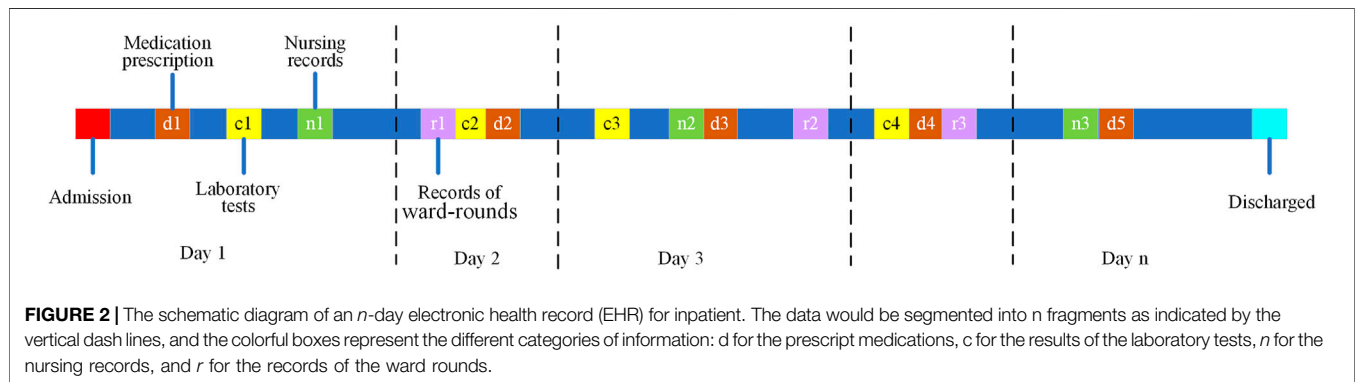 Medication
prescription
Nursing
records
d1 c1 n1 r1 c2 d2 c3 n2 d3 r2 c4 d4 r3 n3 d5
Admission
Laboratory
tests
Records of
ward-rounds
Discharged
Day 1
Day 2
Day 3
Day n
FIGURE 2 | The schematic diagram of an n-day electronic health record (EHR) for inpatient. The data would be segmented into n fragments as indicated by the
vertical dash lines, and the colorful boxes represent the different categories of information: d for the prescript medications, c for the results of the laboratory tests, n for the
nursing records, and r for the records of the ward rounds.